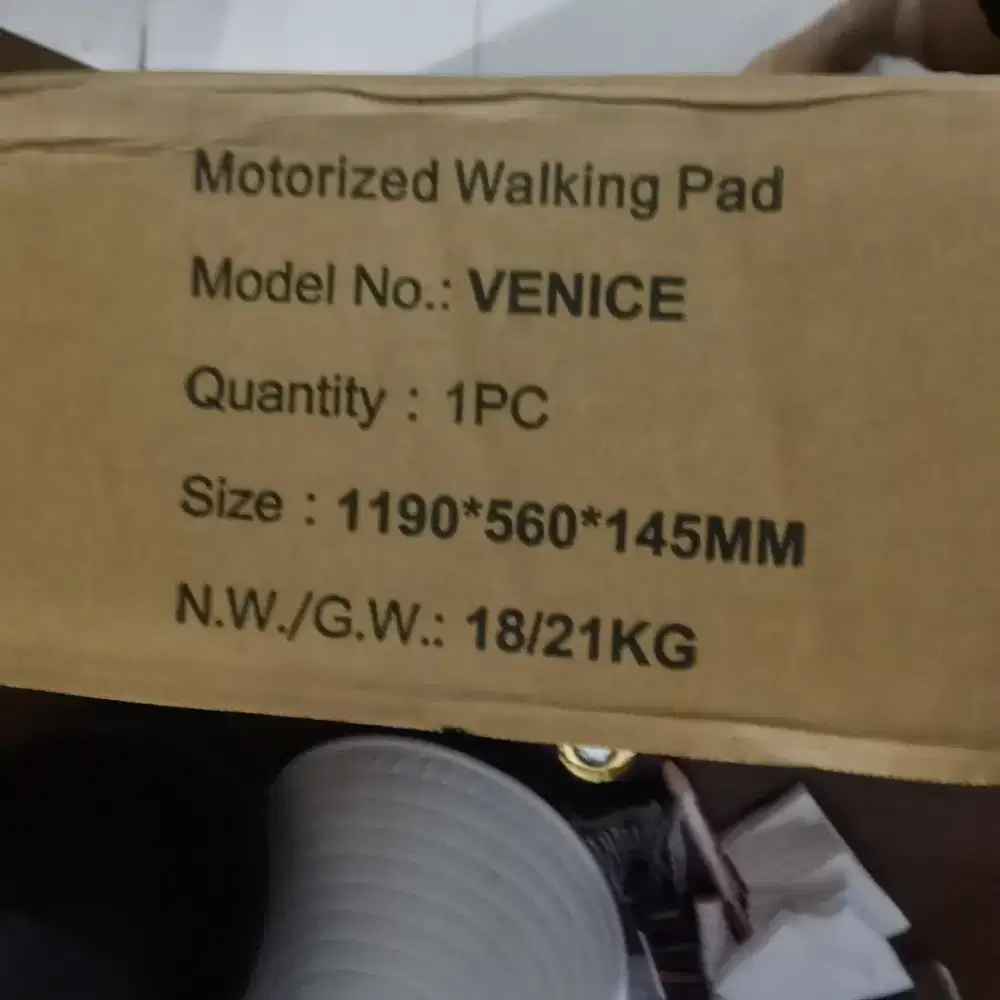 Motorized Walking Pad
Model No.: VENICE
Quantity : 1PC
Size : 1190*560*145MM
N.W./G.W.: 18/21KG